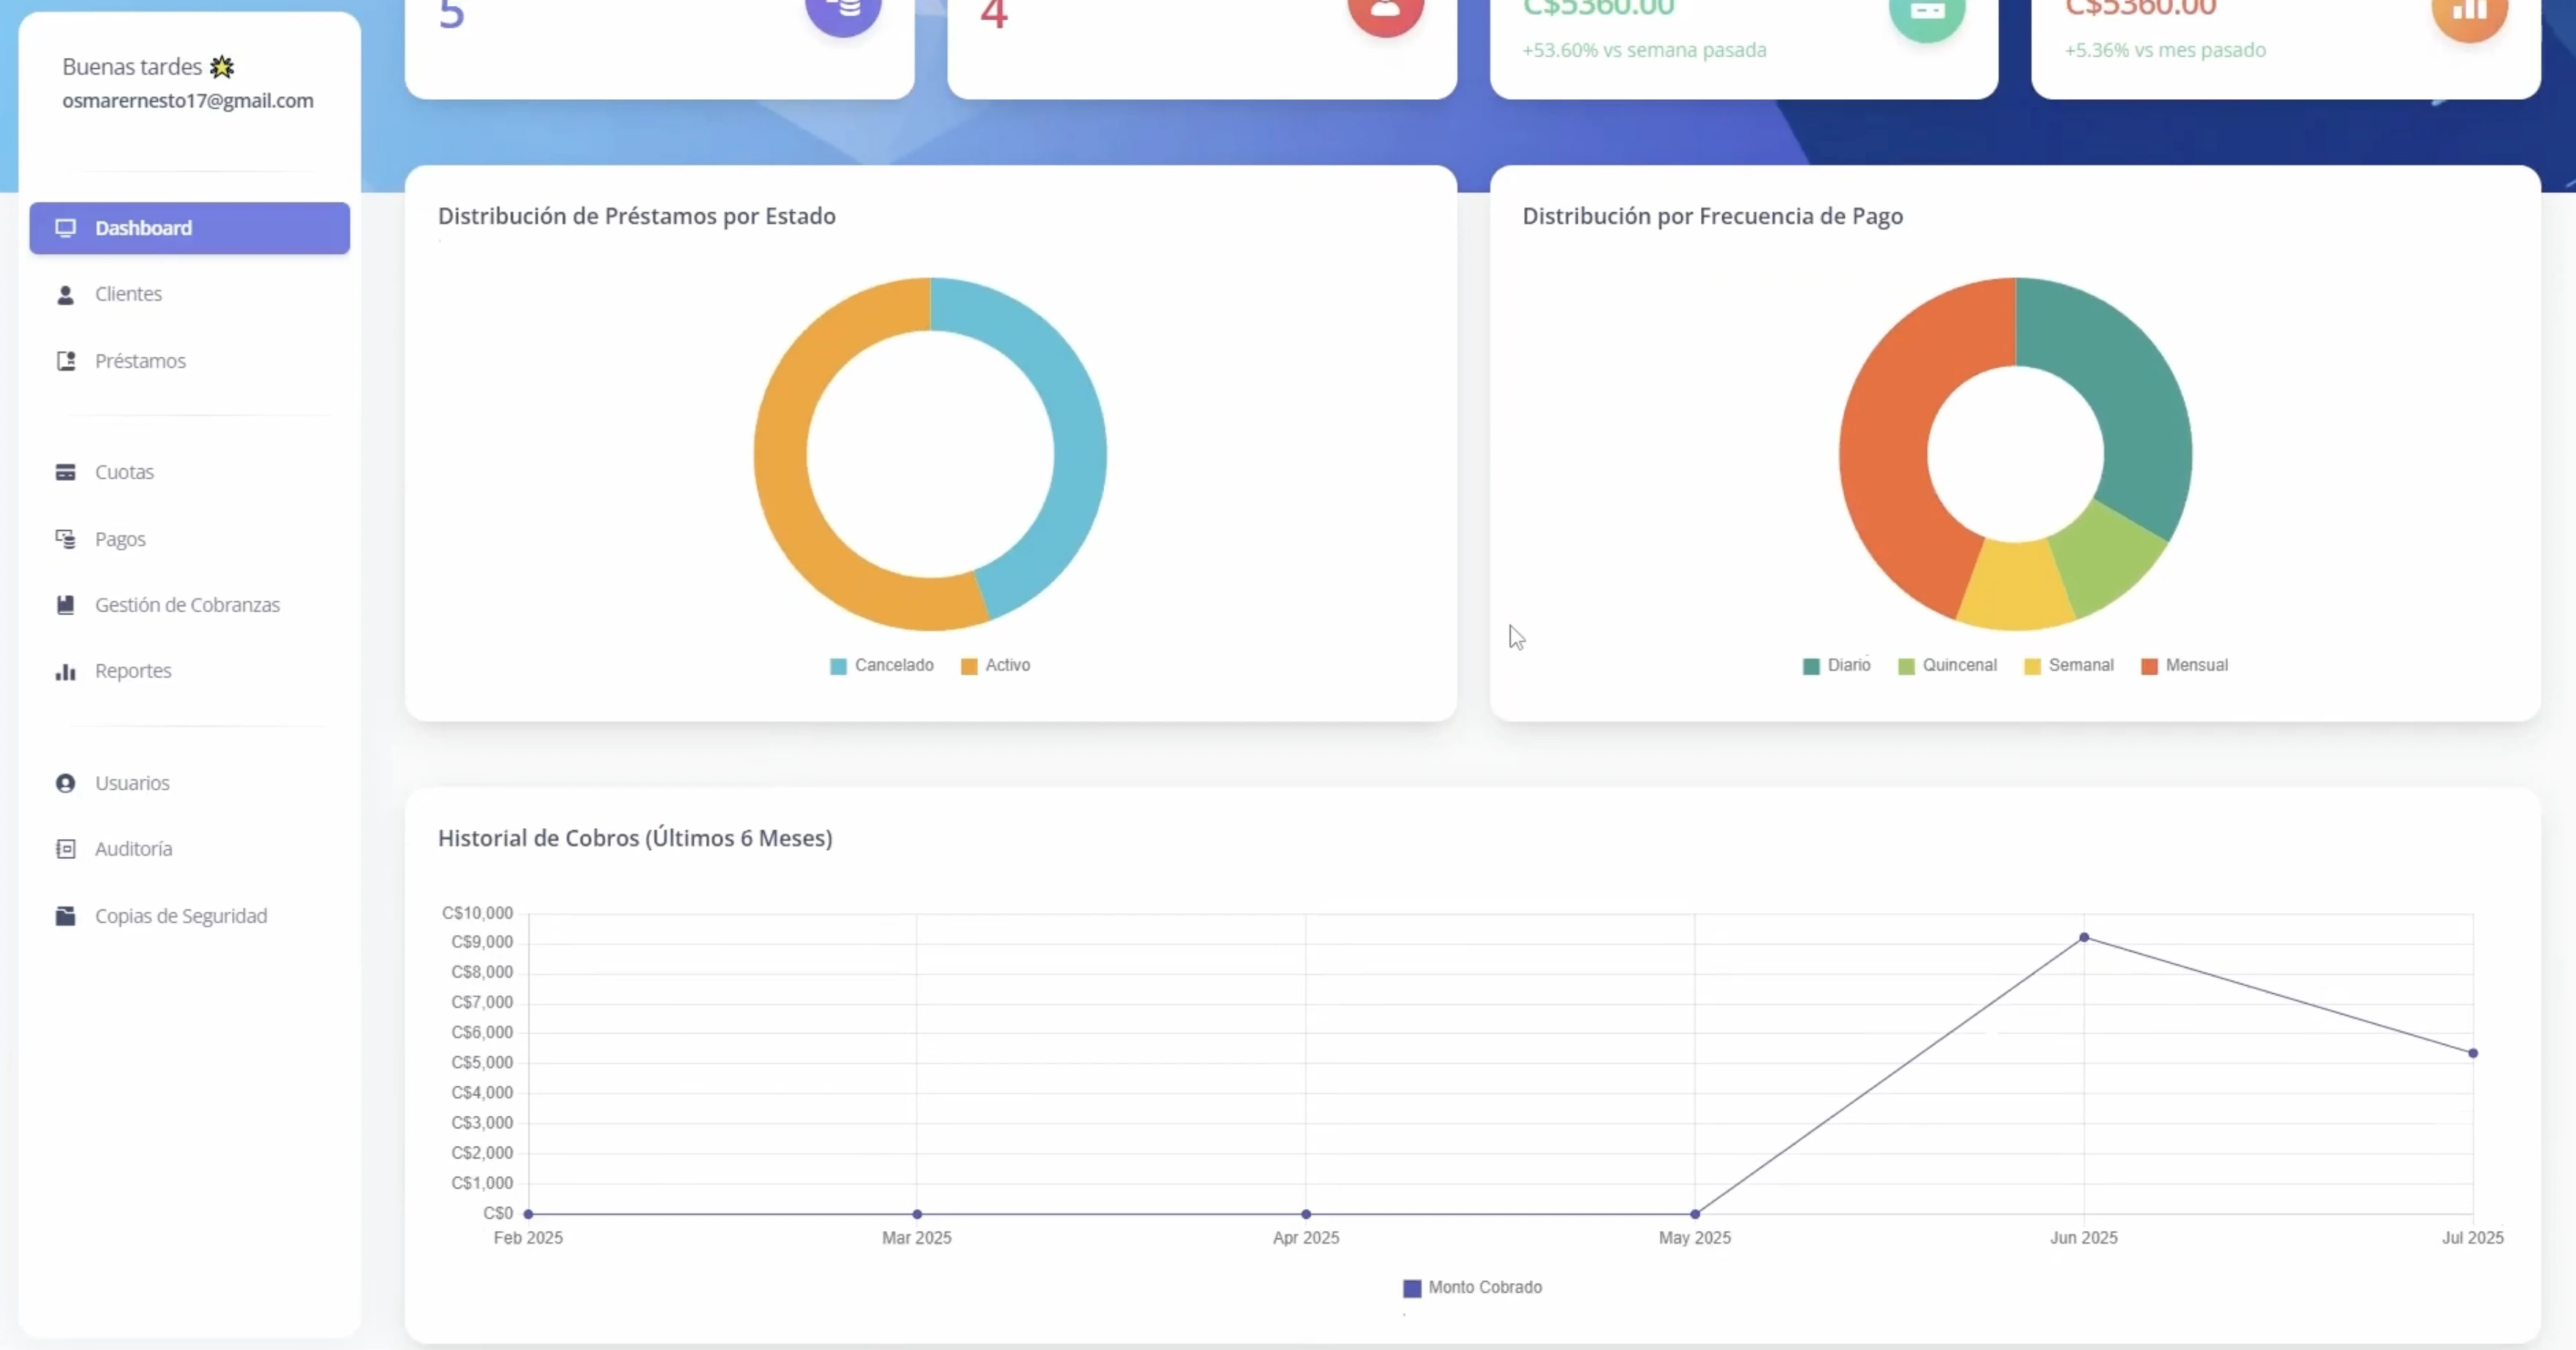 Buenas tardes 🌟
osmarernesto17@gmail.com
Dashboard
Clientes
Préstamos
Cuotas
Pagos
Gestión de Cobranzas
Reportes
Usuarios
Auditoría
Copias de Seguridad
5
4
C$5360.00
+53.60% vs semana pasada
C$5360.00
+5.36% vs mes pasado
Distribución de Préstamos por Estado
Cancelado
Activo
Distribución por Frecuencia de Pago
Diario
Quincenal
Semanal
Mensual
Historial de Cobros (Últimos 6 Meses)
C$10,000
C$9,000
C$8,000
C$7,000
C$6,000
C$5,000
C$4,000
C$3,000
C$2,000
C$1,000
C$0
Feb 2025
Mar 2025
Apr 2025
May 2025
Jun 2025
Jul 2025
Monto Cobrado